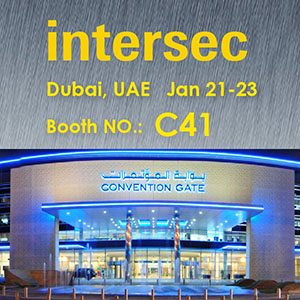 intersec
Dubai, UAE Jan 21-23
Booth NO.: C41
بوابة المؤتمرات
CONVENTION GATE